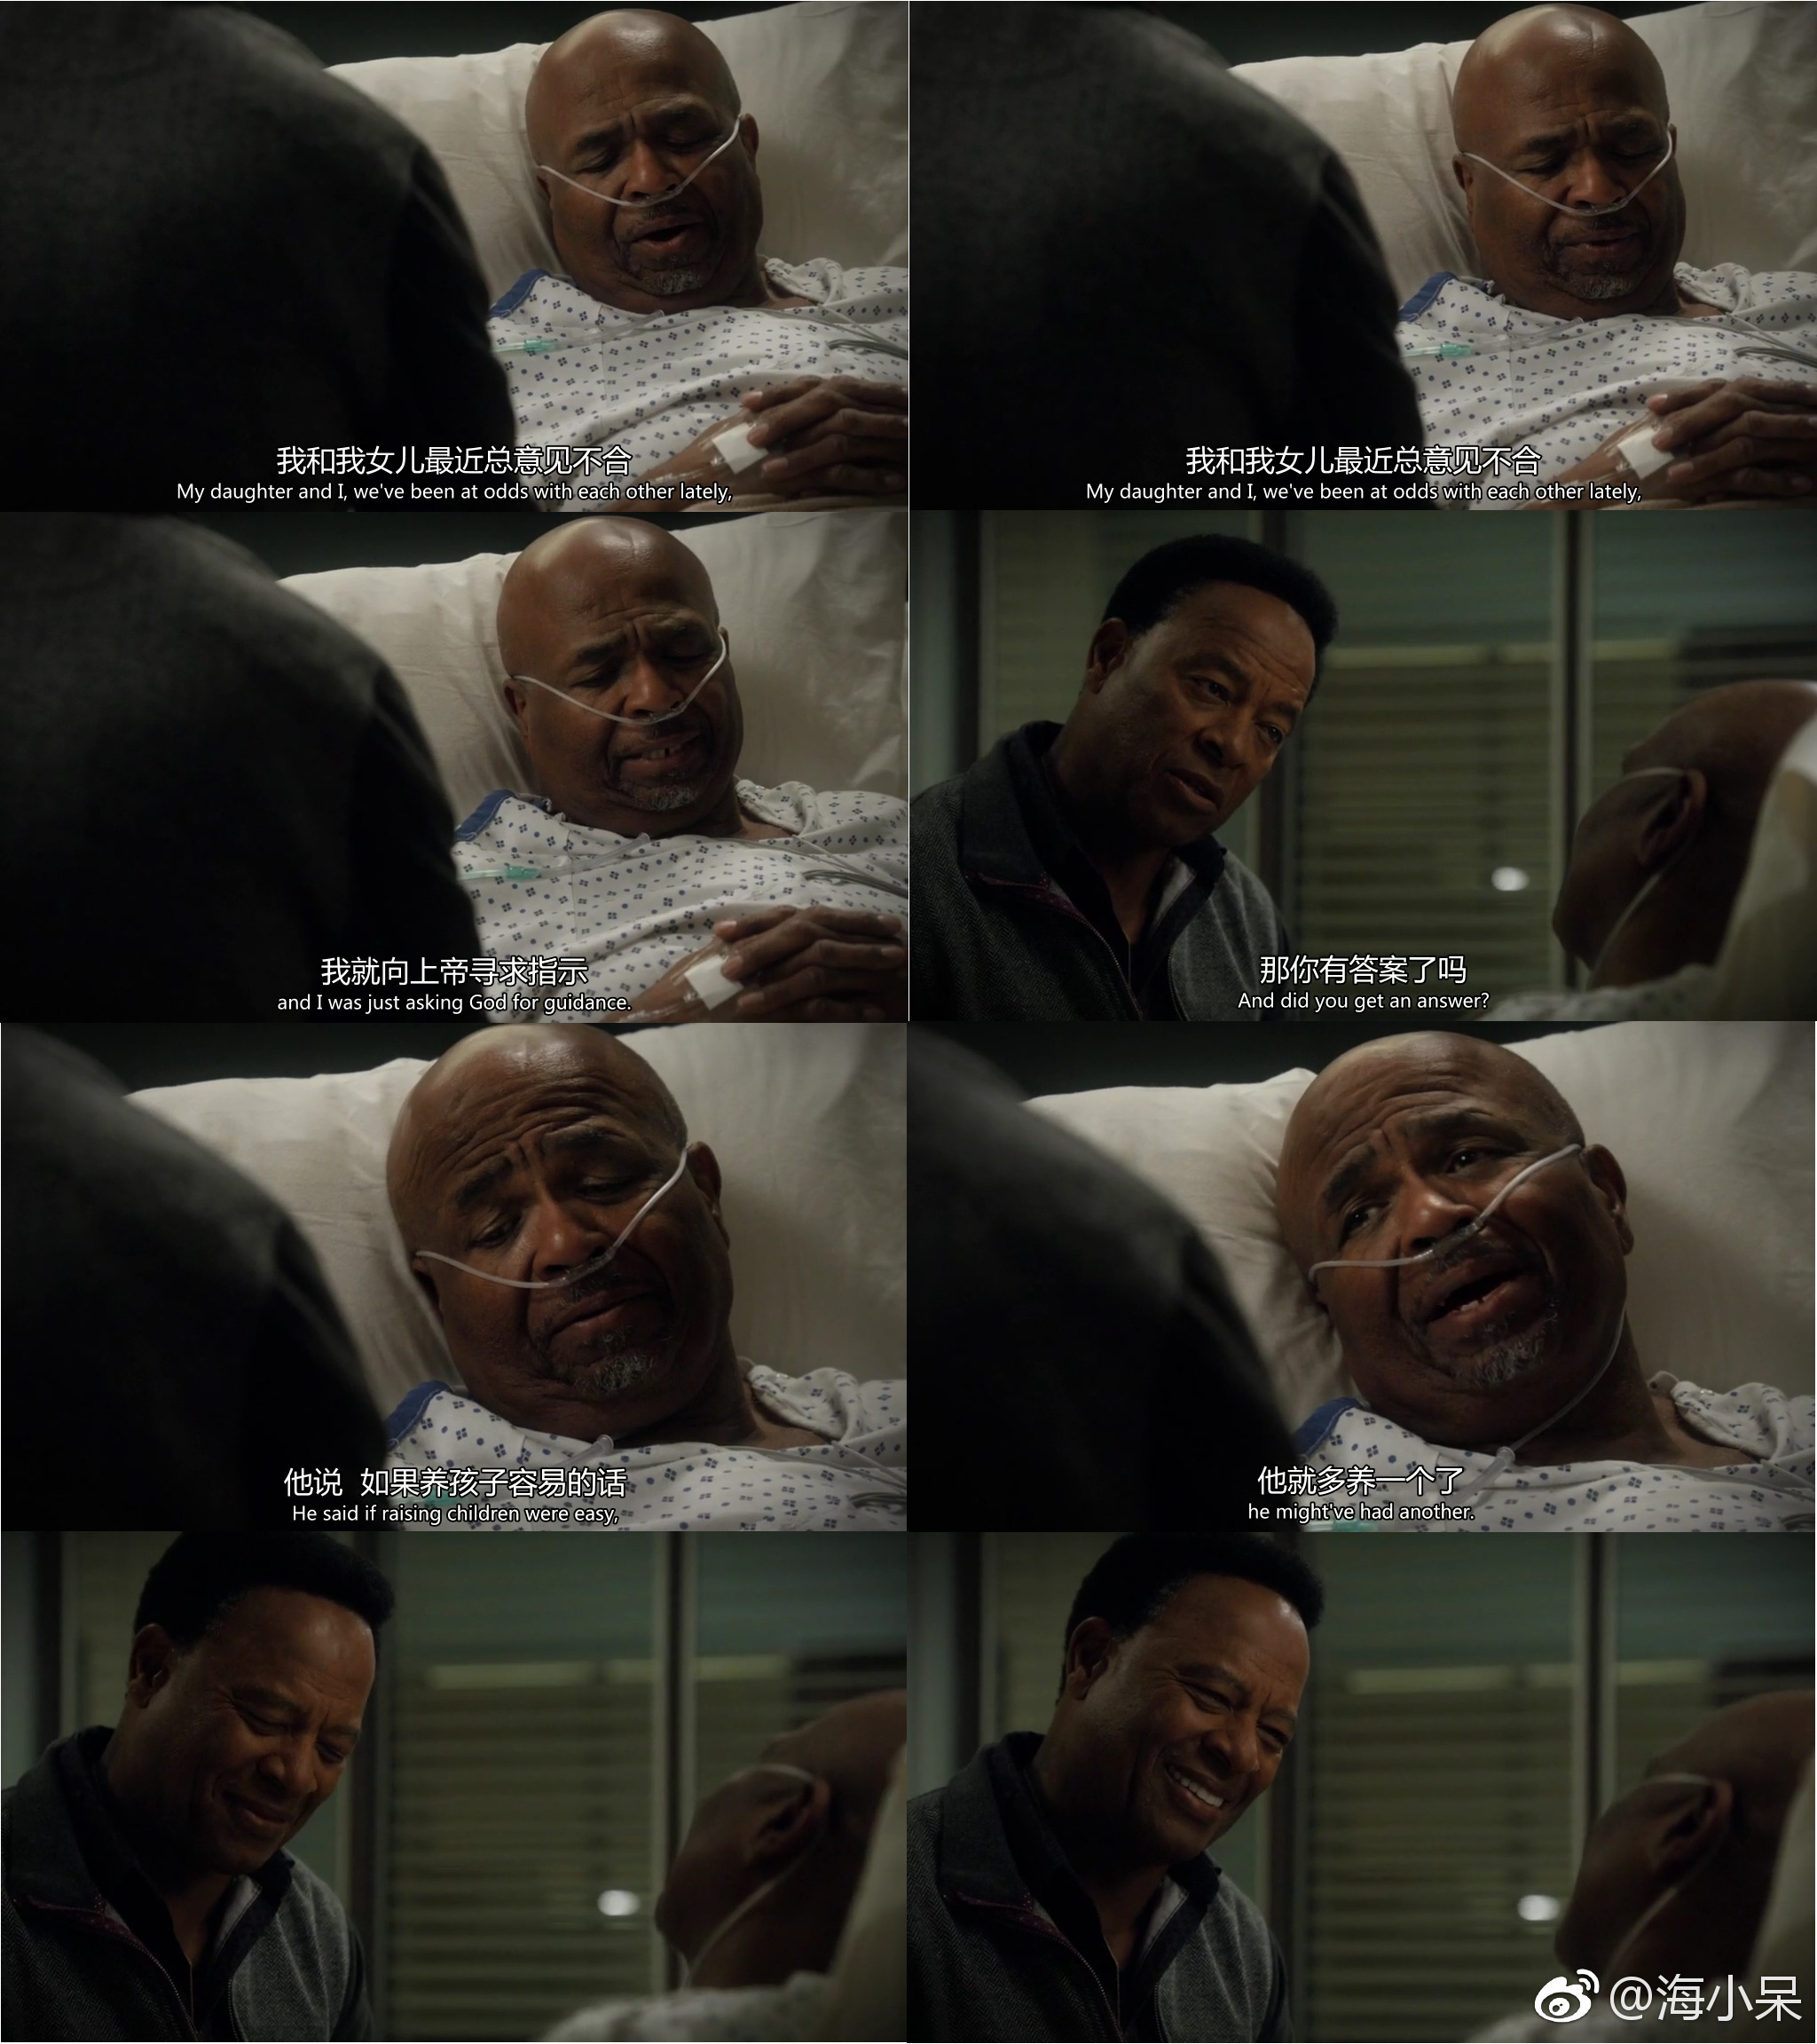 我和我女儿最近总意见不合
My daughter and I, we've been at odds with each other lately,
我和我女儿最近总意见不合
My daughter and I, we've been at odds with each other lately,
我就向上帝寻求指示
and I was just asking God for guidance.
那你有答案了吗
And did you get an answer?
他说 如果养孩子容易的话
He said if raising children were easy,
他就多养一个了
he might've had another.
@海小呆